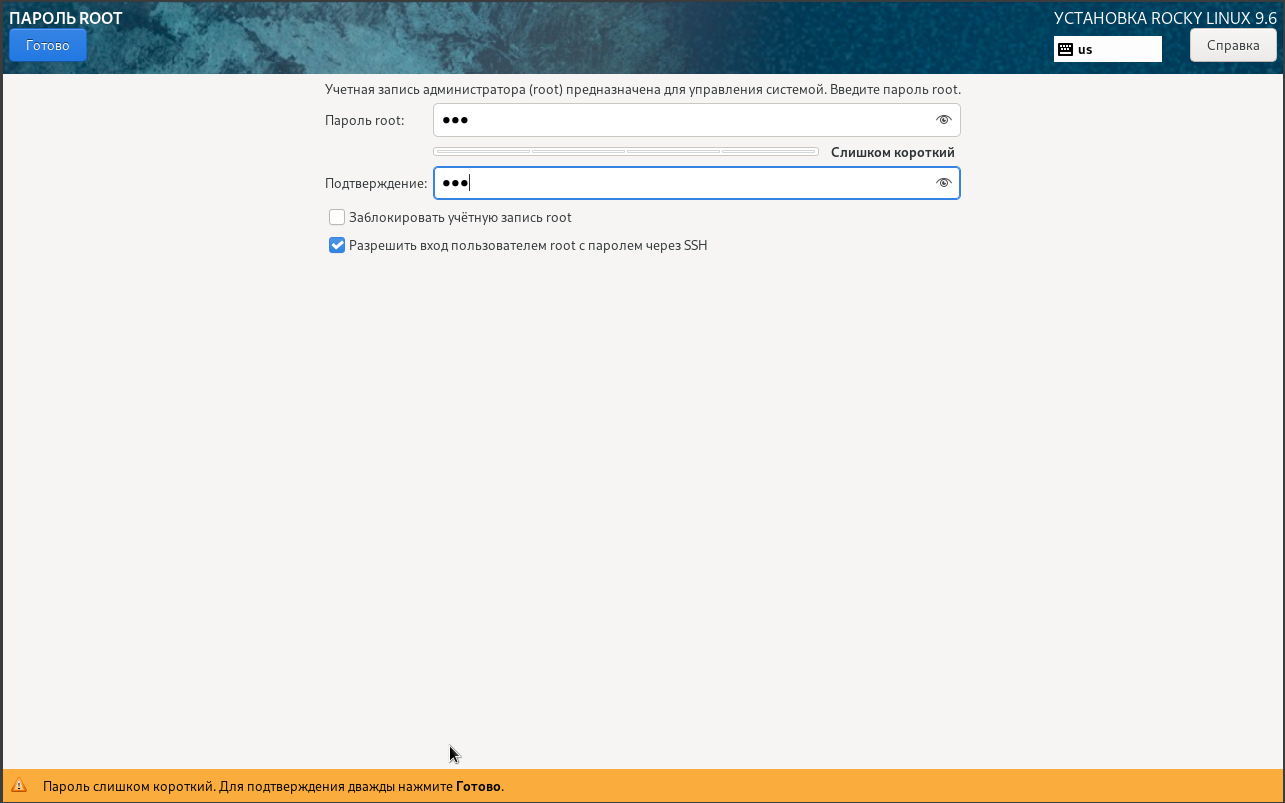 ПАРОЛЬ ROOT
УСТАНОВКА ROCKY LINUX 9.6
Готово
us
Справка
Учетная запись администратора (root) предназначена для управления системой. Введите пароль root.
Пароль root: ●●●
Слишком короткий
Подтверждение: ●●●
Заблокировать учётную запись root
Разрешить вход пользователем root с паролем через SSH
Пароль слишком короткий. Для подтверждения дважды нажмите Готово.